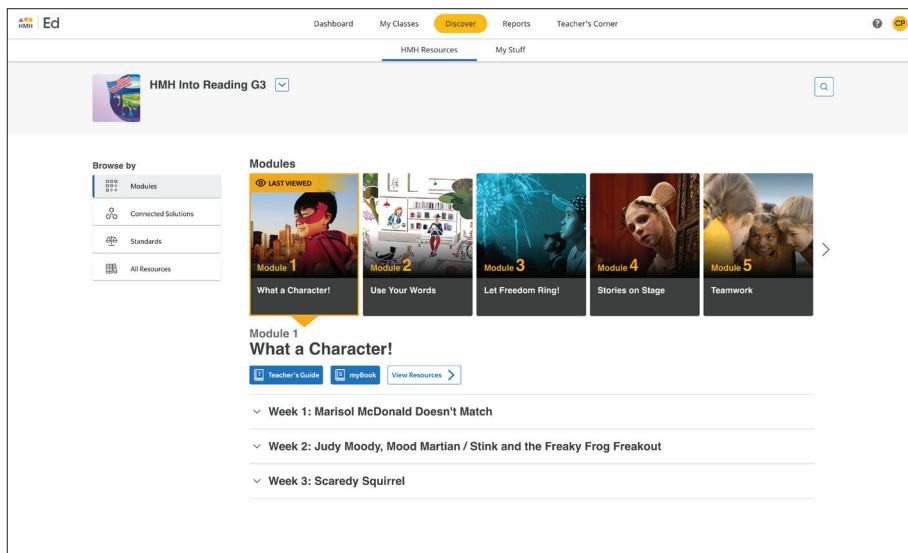 HMH Ed
Dashboard My Classes Discover Reports Teacher's Corner ? CP
HMH Resources My Stuff
HMH Into Reading G3
Browse by
Modules
Connected Solutions
Standards
All Resources
Modules
LAST VIEWED
Module 1
What a Character!
Module 2
Use Your Words
Module 3
Let Freedom Ring!
Module 4
Stories on Stage
Module 5
Teamwork
Module 1
What a Character!
T Teacher's Guide S myBook View Resources
Week 1: Marisol McDonald Doesn't Match
Week 2: Judy Moody, Mood Martian / Stink and the Freaky Frog Freakout
Week 3: Scaredy Squirrel